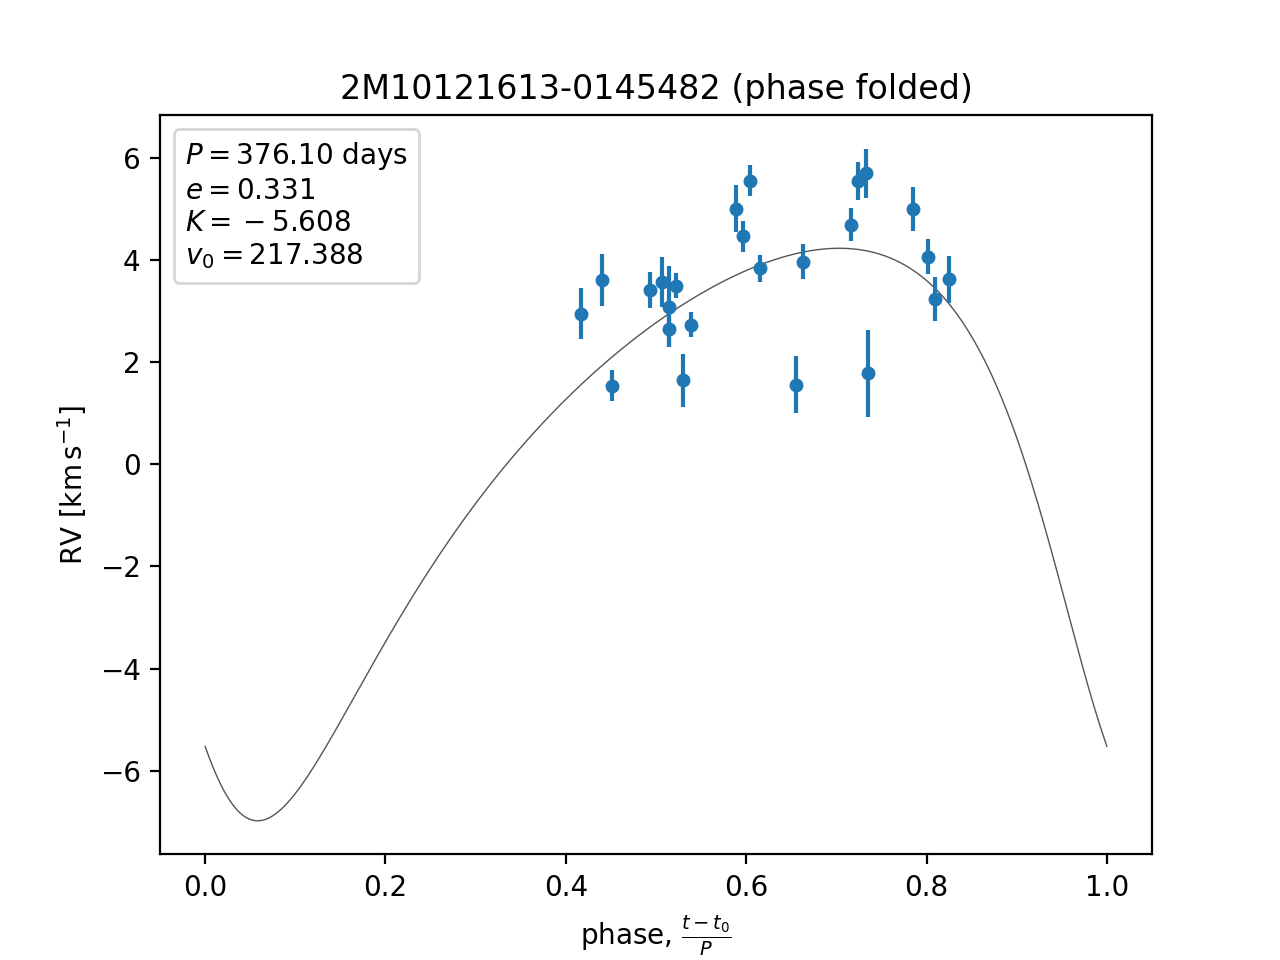 2M10121613-0145482 (phase folded)
P = 376.10 days
e = 0.331
K = −5.608
v₀ = 217.388
6
4
2
0
−2
−4
−6
RV [km s⁻¹]
0.0 0.2 0.4 0.6 0.8 1.0
phase, (t − t₀)/P